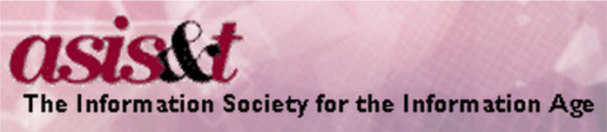 asis&t
The Information Society for the Information Age